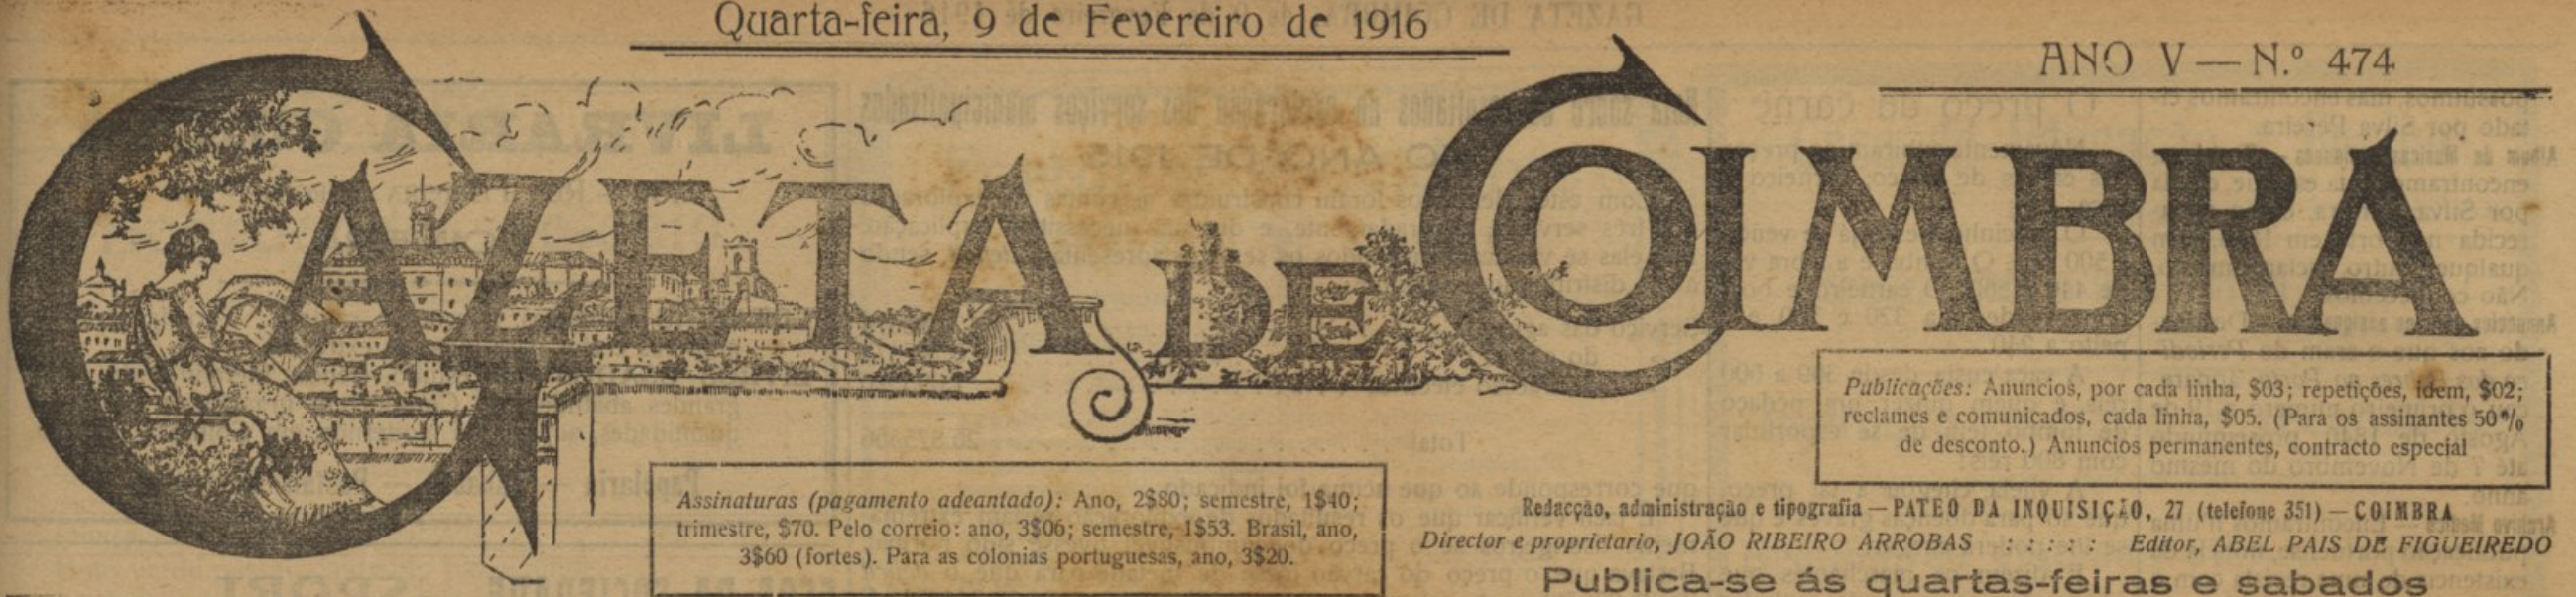 Quarta-feira, 9 de Fevereiro de 1916
ANO V — N.º 474
GAZETA DE COIMBRA
Publicações: Anuncios, por cada linha, $03; repetições, idem, $02;
reclames e comunicados, cada linha, $05. (Para os assinantes 50%
de desconto.) Anuncios permanentes, contracto especial
Assinaturas (pagamento adeantado): Ano, 2$80; semestre, 1$40;
trimestre, $70. Pelo correio: ano, 3$06; semestre, 1$53. Brasil, ano,
3$60 (fortes). Para as colonias portuguesas, ano, 3$20.
Redacção, administração e tipografia — PATEO DA INQUISIÇÃO, 27 (telefone 351) — COIMBRA
Director e proprietario, JOÃO RIBEIRO ARROBAS : : : : : Editor, ABEL PAIS DE FIGUEIREDO
Publica-se ás quartas-feiras e sabados